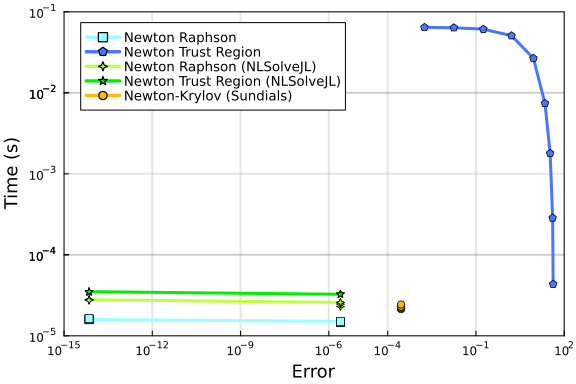 10⁻¹
10⁻²
10⁻³
10⁻⁴
10⁻⁵
Time (s)
Newton Raphson
Newton Trust Region
Newton Raphson (NLSolveJL)
Newton Trust Region (NLSolveJL)
Newton-Krylov (Sundials)
10⁻¹⁵
10⁻¹²
10⁻⁹
10⁻⁶
10⁻⁴
10⁻¹
10²
Error